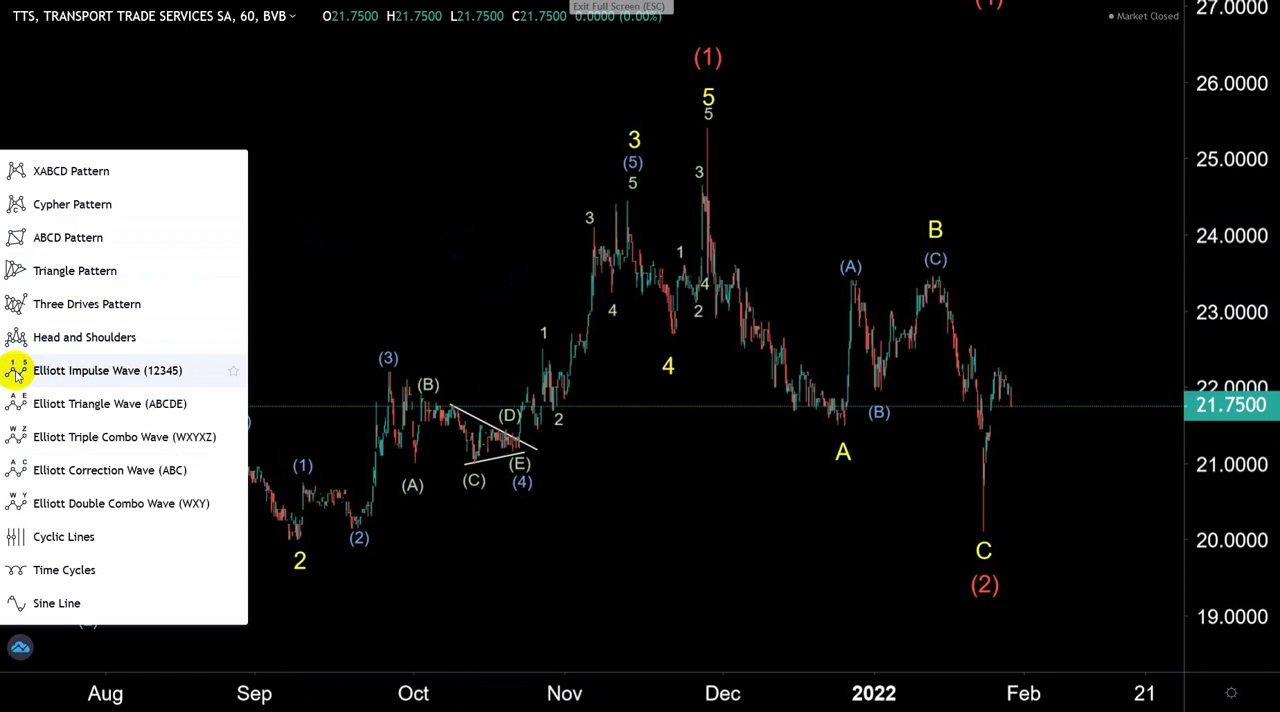 TTS, TRANSPORT TRADE SERVICES SA, 60, BVB
O21.7500 H21.7500 L21.7500 C21.7500 0.0000 (0.00%)
Exit Full Screen (ESC)
Market Closed
27.0000
(1)
26.0000
5
5
3
(5)
5
25.0000
3
3
24.0000
B
(C)
1
(A)
4
4
2
23.0000
1
(3)
4
(B)
22.0000
21.7500
2
(D)
(B)
A
(1)
(E)
21.0000
(A)
(C)
(4)
(2)
20.0000
2
C
(2)
19.0000
XABCD Pattern
Cypher Pattern
ABCD Pattern
Triangle Pattern
Three Drives Pattern
Head and Shoulders
Elliott Impulse Wave (12345)
Elliott Triangle Wave (ABCDE)
Elliott Triple Combo Wave (WXYXZ)
Elliott Correction Wave (ABC)
Elliott Double Combo Wave (WXY)
Cyclic Lines
Time Cycles
Sine Line
Aug Sep Oct Nov Dec 2022 Feb 21